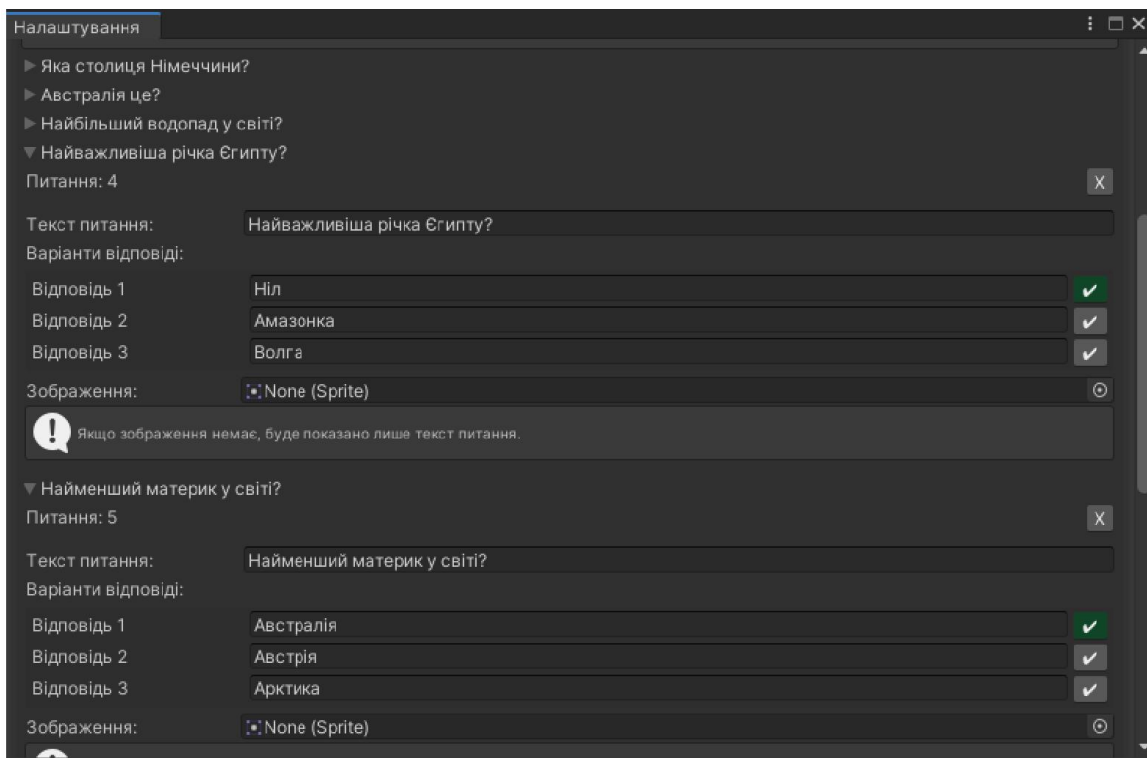 Налаштування
Яка столиця Німеччини?
Австралія це?
Найбільший водопад у світі?
Найважливіша річка Єгипту?
Питання: 4 X
Текст питання: Найважливіша річка Єгипту?
Варіанти відповіді:
Відповідь 1 Ніл ✔
Відповідь 2 Амазонка ✔
Відповідь 3 Волга ✔
Зображення: None (Sprite)
Якщо зображення немає, буде показано лише текст питання.
Найменший материк у світі?
Питання: 5 X
Текст питання: Найменший материк у світі?
Варіанти відповіді:
Відповідь 1 Австралія ✔
Відповідь 2 Австрія ✔
Відповідь 3 Арктика ✔
Зображення: None (Sprite)